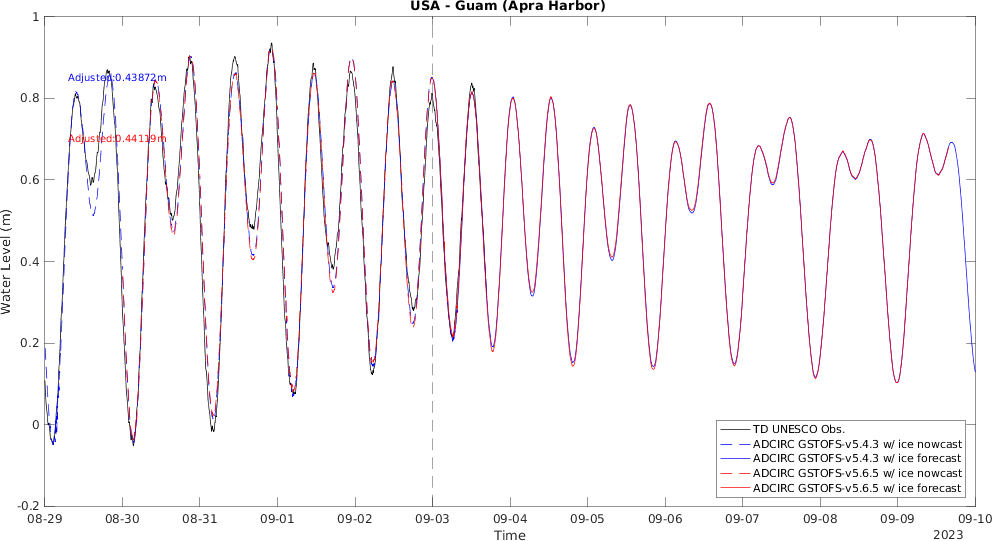 USA - Guam (Apra Harbor)
1
0.8
0.6
0.4
0.2
0
-0.2
Water Level (m)
Adjusted:0.43872m
Adjusted:0.44119m
TD UNESCO Obs.
ADCIRC GSTOFS-v5.4.3 w/ ice nowcast
ADCIRC GSTOFS-v5.4.3 w/ ice forecast
ADCIRC GSTOFS-v5.6.5 w/ ice nowcast
ADCIRC GSTOFS-v5.6.5 w/ ice forecast
08-29 08-30 08-31 09-01 09-02 09-03 09-04 09-05 09-06 09-07 09-08 09-09 09-10
Time
2023